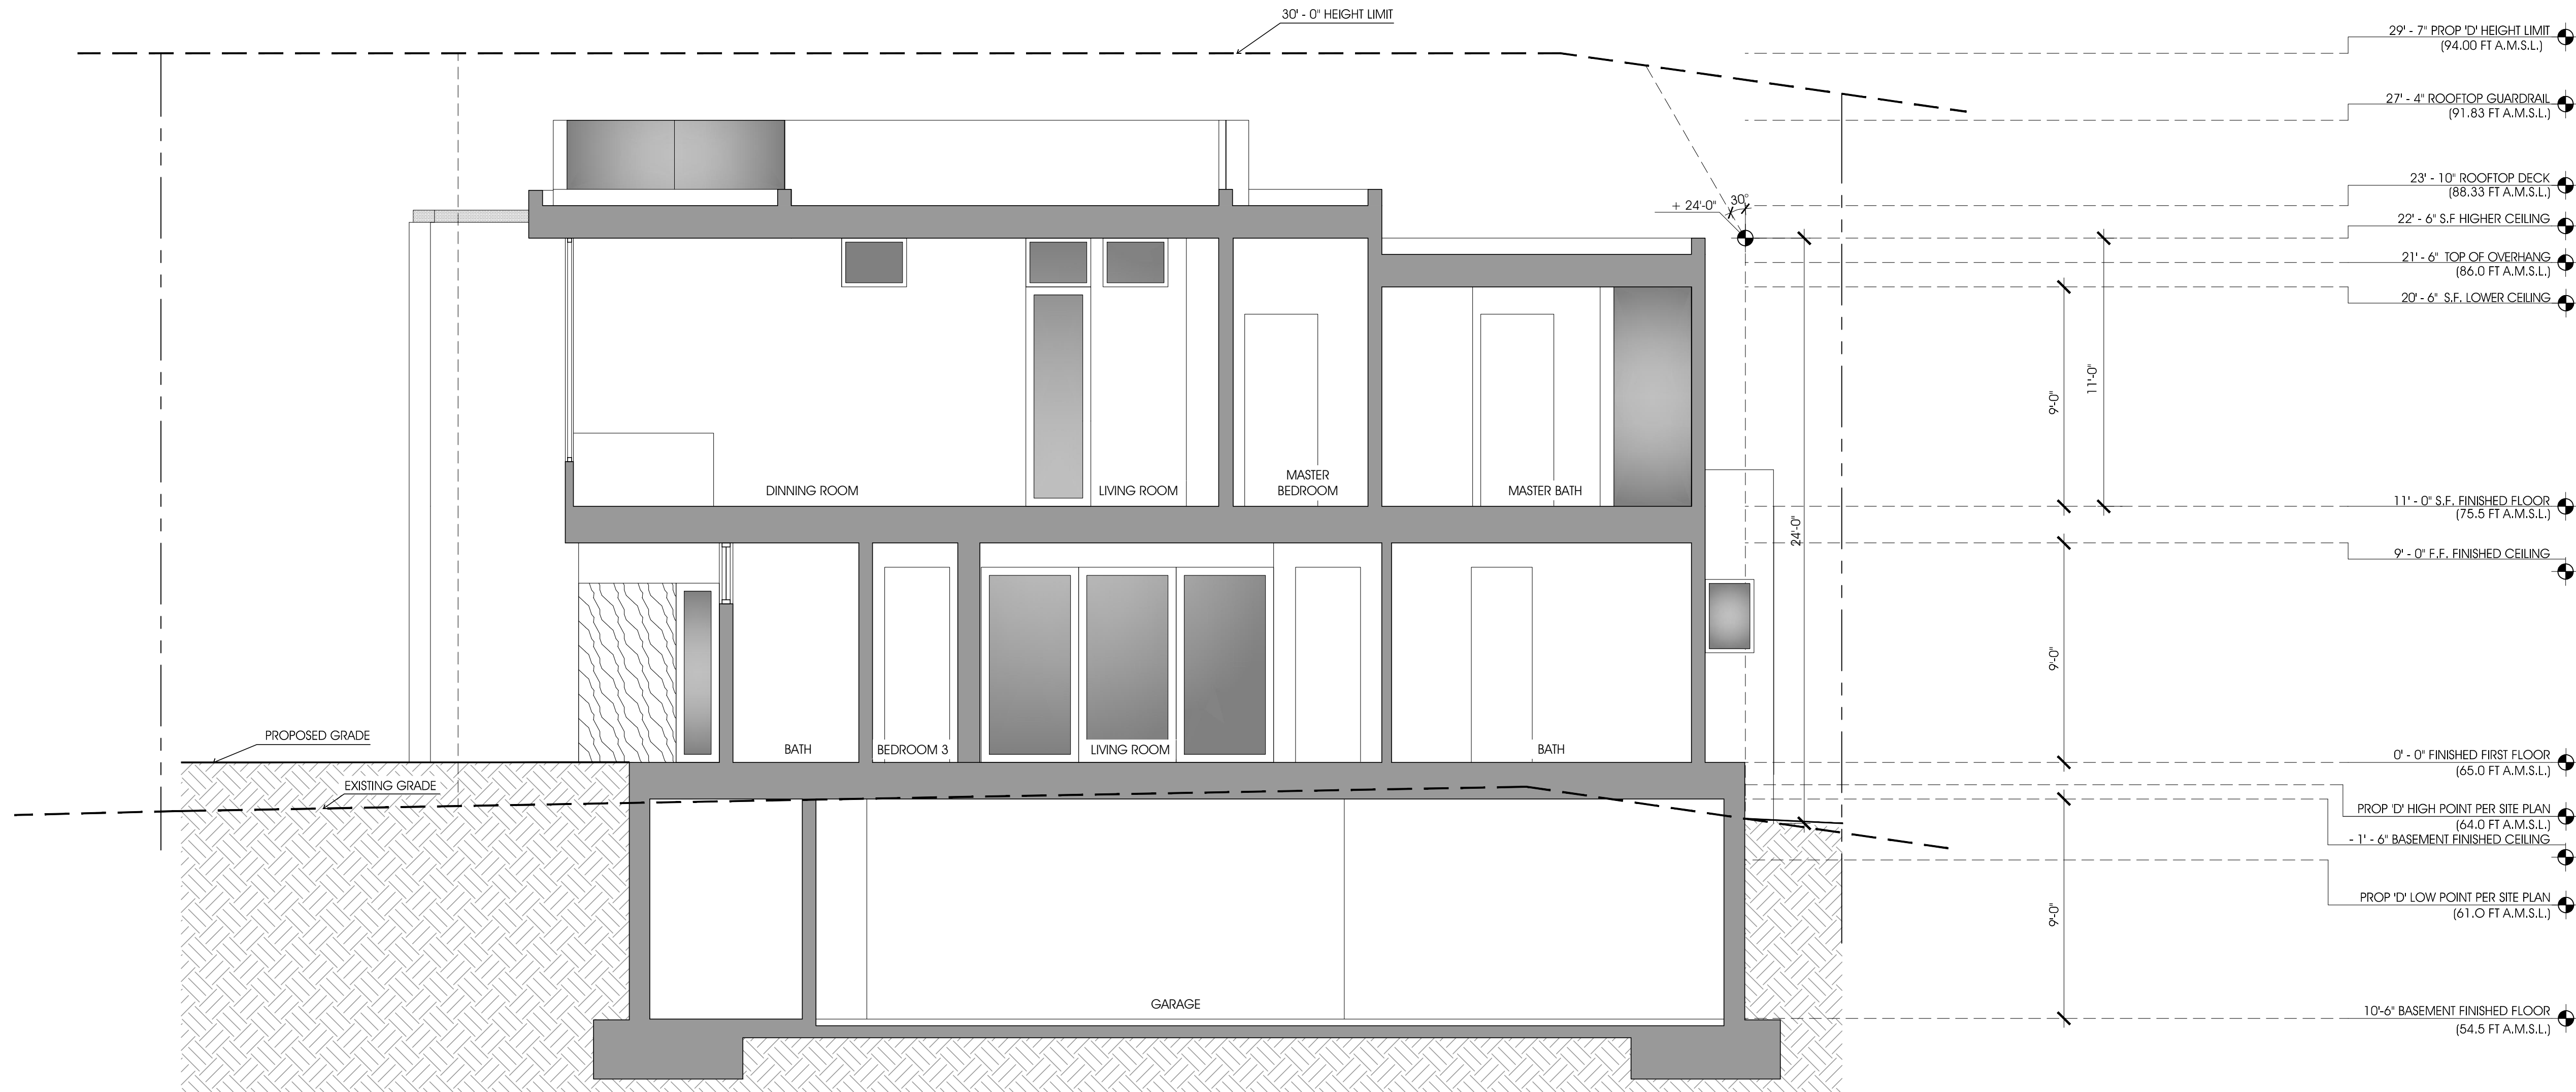 30' - 0" HEIGHT LIMIT
29' - 7" PROP 'D' HEIGHT LIMIT
(94.00 FT A.M.S.L.)
27' - 4" ROOFTOP GUARDRAIL
(91.83 FT A.M.S.L.)
23' - 10" ROOFTOP DECK
(88.33 FT A.M.S.L.)
30°
+ 24'-0"
22' - 6" S.F HIGHER CEILING
21' - 6" TOP OF OVERHANG
(86.0 FT A.M.S.L.)
20' - 6" S.F. LOWER CEILING
11'-0"
9'-0"
DINNING ROOM
LIVING ROOM
MASTER
BEDROOM
MASTER BATH
11' - 0" S.F. FINISHED FLOOR
(75.5 FT A.M.S.L.)
24'-0"
9' - 0" F.F. FINISHED CEILING
9'-0"
PROPOSED GRADE
BATH
BEDROOM 3
LIVING ROOM
BATH
0' - 0" FINISHED FIRST FLOOR
(65.0 FT A.M.S.L.)
EXISTING GRADE
PROP 'D' HIGH POINT PER SITE PLAN
(64.0 FT A.M.S.L.)
- 1' - 6" BASEMENT FINISHED CEILING
PROP 'D' LOW POINT PER SITE PLAN
(61.O FT A.M.S.L.)
9'-0"
GARAGE
10'-6" BASEMENT FINISHED FLOOR
(54.5 FT A.M.S.L.)